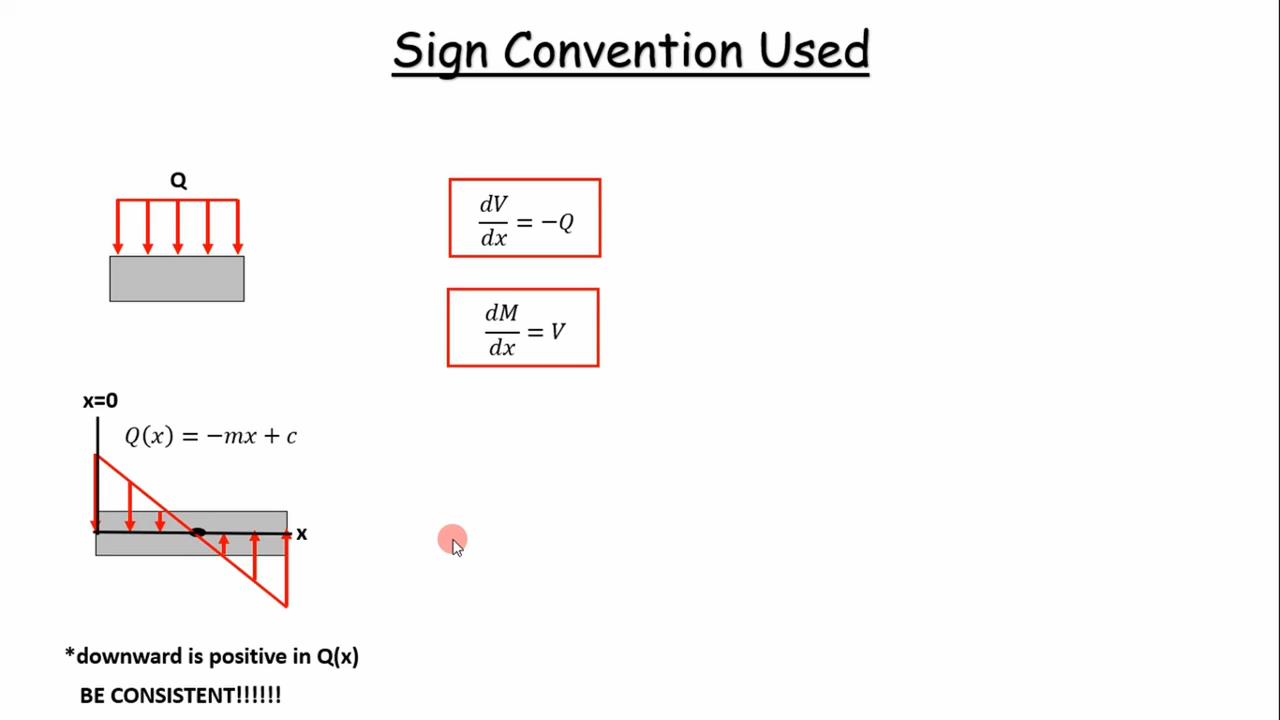 Sign Convention Used
Q
dV/dx = −Q
dM/dx = V
x=0
Q(x) = −mx + c
x
*downward is positive in Q(x)
BE CONSISTENT!!!!!!